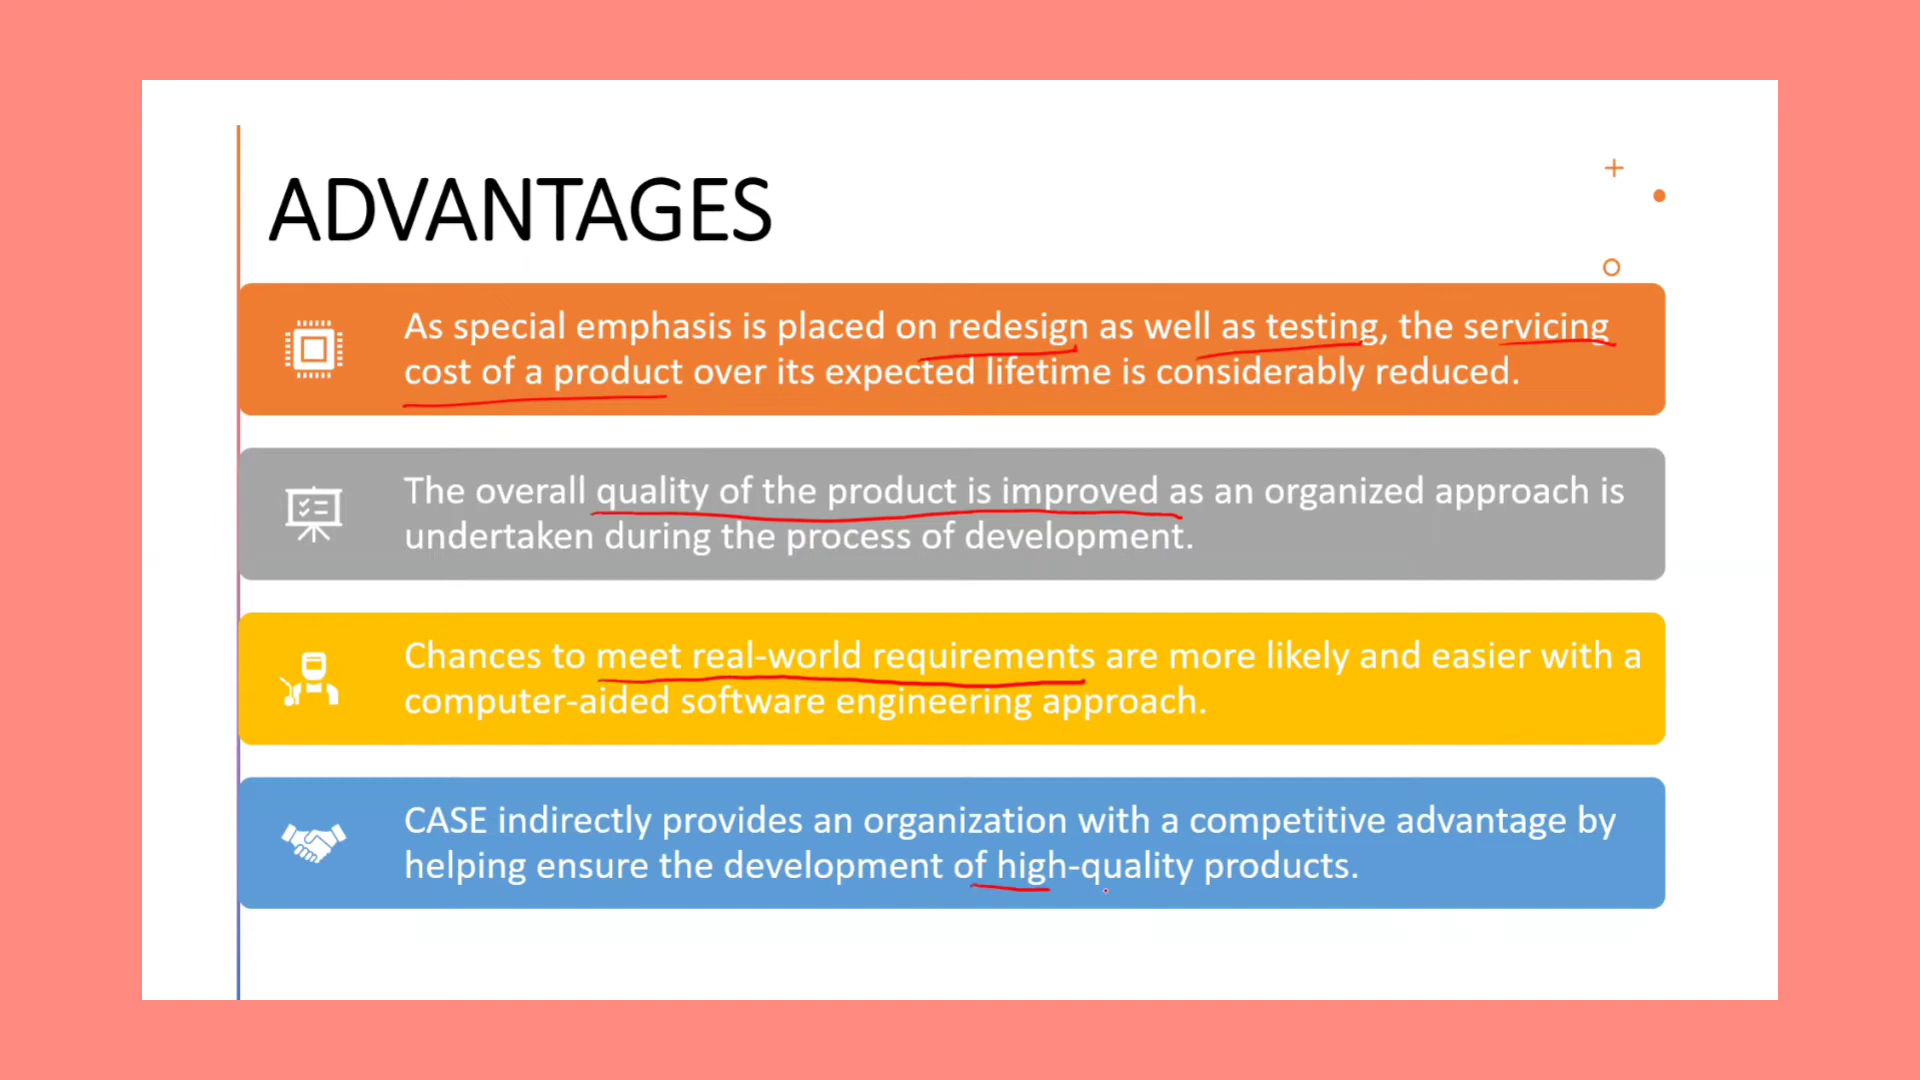 ADVANTAGES
As special emphasis is placed on redesign as well as testing, the servicing
cost of a product over its expected lifetime is considerably reduced.
The overall quality of the product is improved as an organized approach is
undertaken during the process of development.
Chances to meet real-world requirements are more likely and easier with a
computer-aided software engineering approach.
CASE indirectly provides an organization with a competitive advantage by
helping ensure the development of high-quality products.